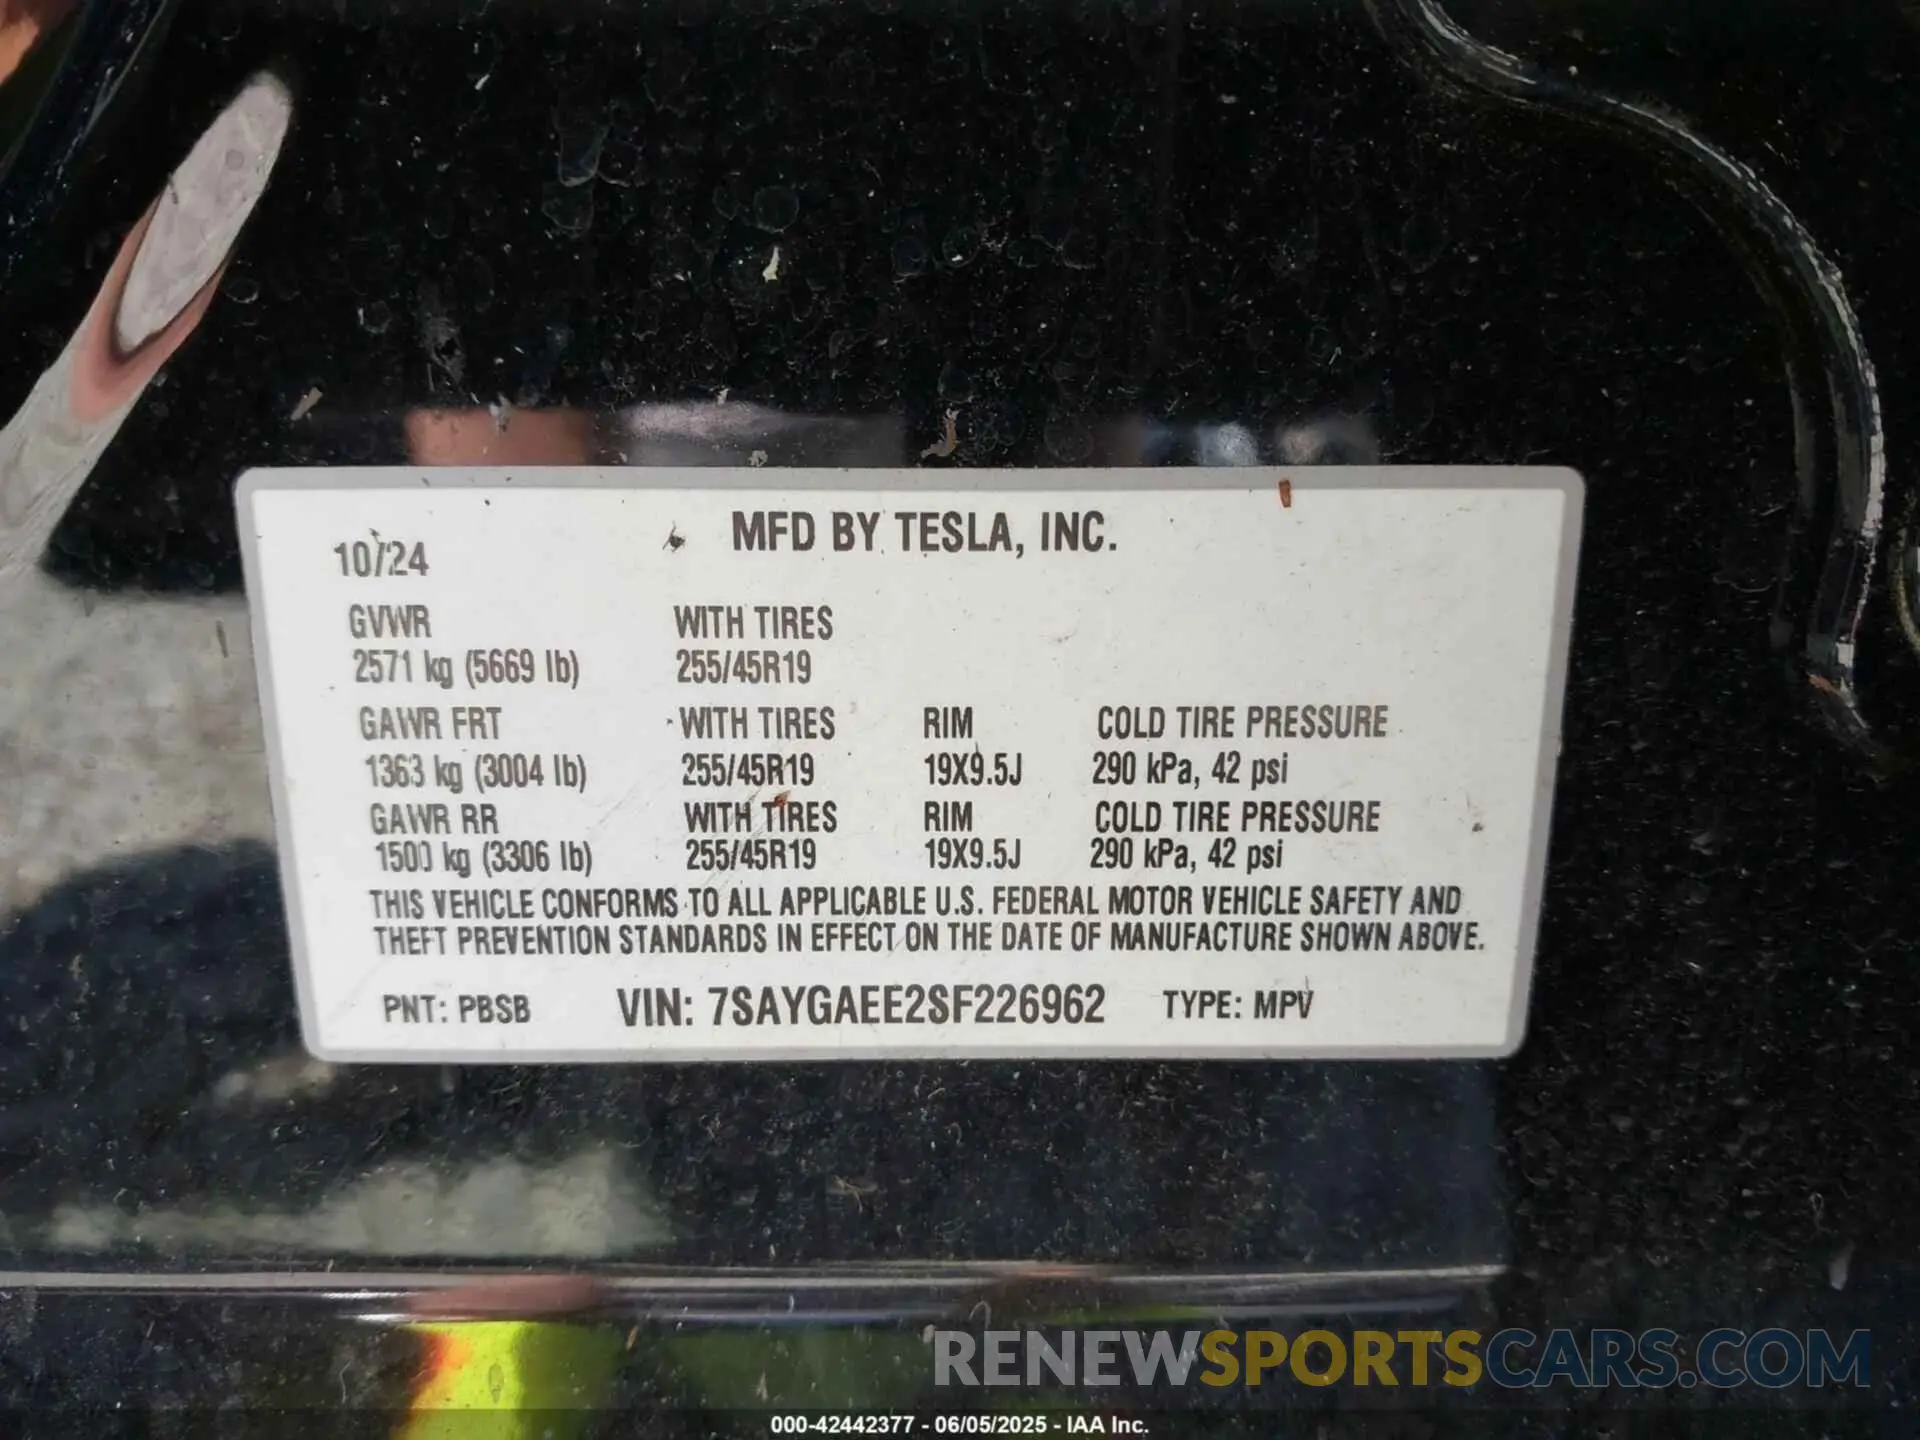 MFD BY TESLA, INC.
10/24
GVWR WITH TIRES
2571 kg (5669 lb) 255/45R19
GAWR FRT WITH TIRES RIM COLD TIRE PRESSURE
1363 kg (3004 lb) 255/45R19 19X9.5J 290 kPa, 42 psi
GAWR RR WITH TIRES RIM COLD TIRE PRESSURE
1500 kg (3306 lb) 255/45R19 19X9.5J 290 kPa, 42 psi
THIS VEHICLE CONFORMS TO ALL APPLICABLE U.S. FEDERAL MOTOR VEHICLE SAFETY AND
THEFT PREVENTION STANDARDS IN EFFECT ON THE DATE OF MANUFACTURE SHOWN ABOVE.
PNT: PBSB VIN: 7SAYGAEE2SF226962 TYPE: MPV
RENEWSPORTSCARS.COM
000-42442377 - 06/05/2025 - IAA Inc.